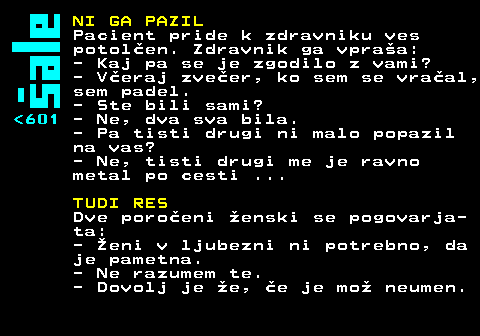 šale
<601
NI GA PAZIL
Pacient pride k zdravniku ves
potolčen. Zdravnik ga vpraša:
- Kaj pa se je zgodilo z vami?
- Včeraj zvečer, ko sem se vračal,
sem padel.
- Ste bili sami?
- Ne, dva sva bila.
- Pa tisti drugi ni malo popazil
na vas?
- Ne, tisti drugi me je ravno
metal po cesti ...
TUDI RES
Dve poročeni ženski se pogovarja-
ta:
- Ženi v ljubezni ni potrebno, da
je pametna.
- Ne razumem te.
- Dovolj je že, če je mož neumen.